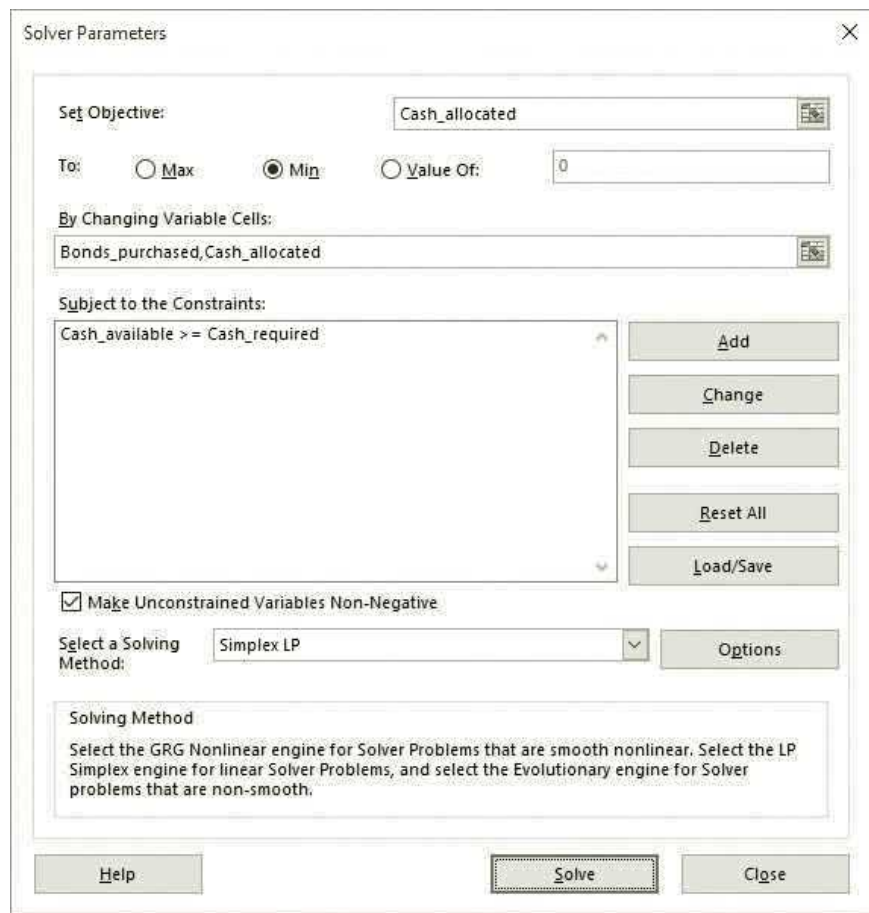 Solver Parameters
Set Objective:
Cash_allocated
To:
Max
Min
Value Of:
0
By Changing Variable Cells:
Bonds_purchased,Cash_allocated
Subject to the Constraints:
Cash_available >= Cash_required
Add
Change
Delete
Reset All
Load/Save
Make Unconstrained Variables Non-Negative
Select a Solving
Method:
Simplex LP
Options
Solving Method
Select the GRG Nonlinear engine for Solver Problems that are smooth nonlinear. Select the LP
Simplex engine for linear Solver Problems, and select the Evolutionary engine for Solver
problems that are non-smooth.
Help
Solve
Close